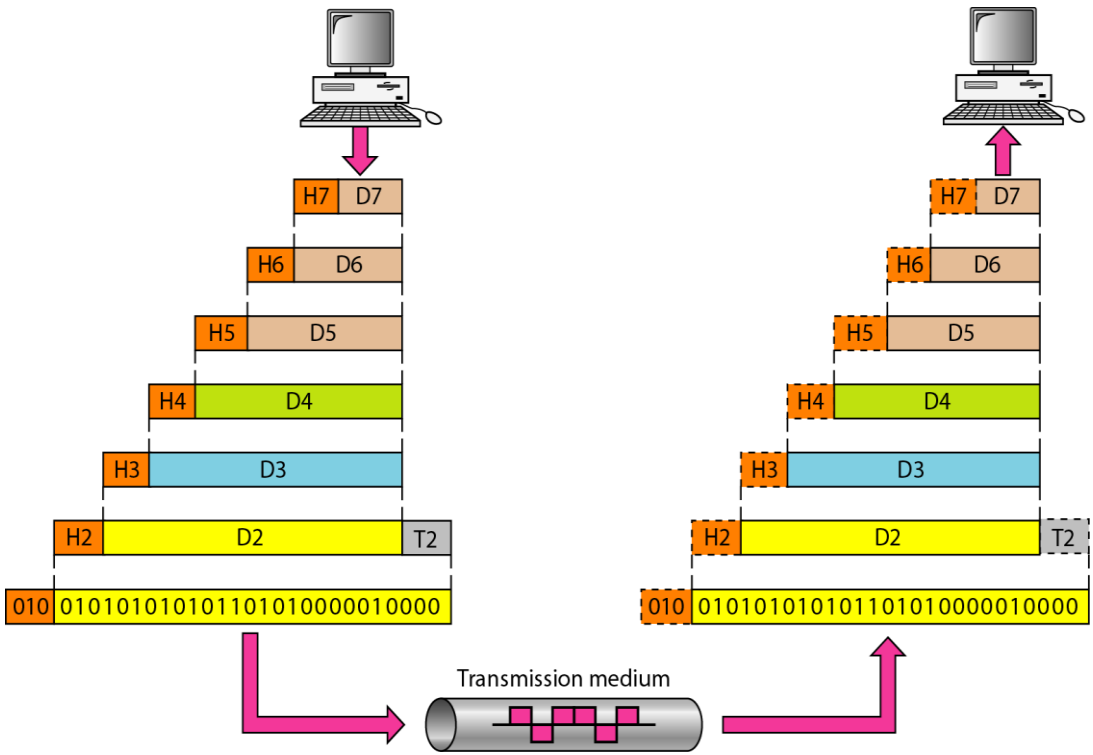 H7 D7
H7 D7
H6 D6
H6 D6
H5 D5
H5 D5
H4 D4
H4 D4
H3 D3
H3 D3
H2 D2 T2
H2 D2 T2
010 010101010101101010000010000
010 010101010101101010000010000
Transmission medium